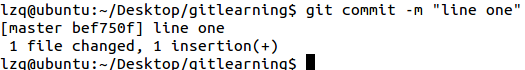 lzq@ubuntu:~/Desktop/gitlearning$ git commit -m "line one"
[master bef750f] line one
 1 file changed, 1 insertion(+)
lzq@ubuntu:~/Desktop/gitlearning$